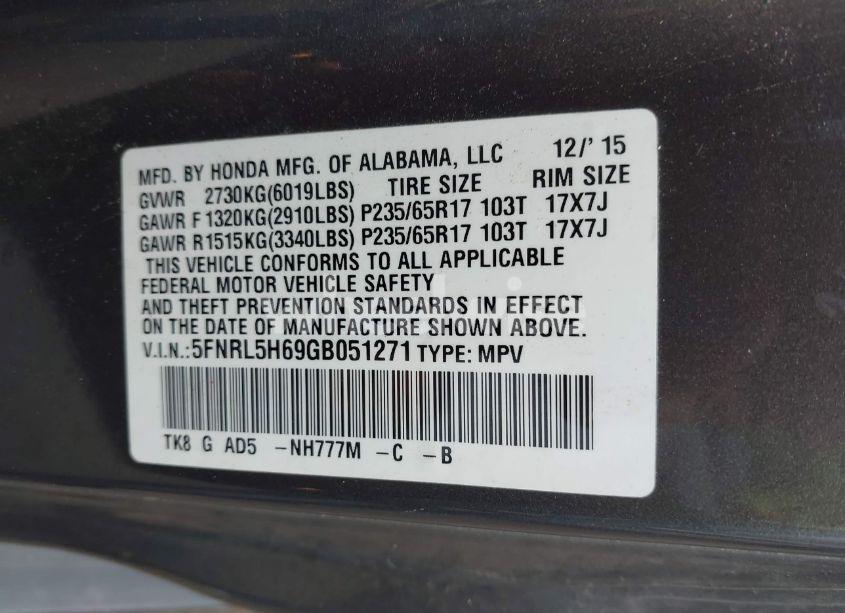 MFD. BY HONDA MFG. OF ALABAMA, LLC 12/' 15
GVWR 2730KG(6019LBS) TIRE SIZE RIM SIZE
GAWR F 1320KG(2910LBS) P235/65R17 103T 17X7J
GAWR R1515KG(3340LBS) P235/65R17 103T 17X7J
THIS VEHICLE CONFORMS TO ALL APPLICABLE
FEDERAL MOTOR VEHICLE SAFETY
AND THEFT PREVENTION STANDARDS IN EFFECT
ON THE DATE OF MANUFACTURE SHOWN ABOVE.
V.I.N.: 5FNRL5H69GB051271 TYPE: MPV
TK8 G AD5 -NH777M -C -B